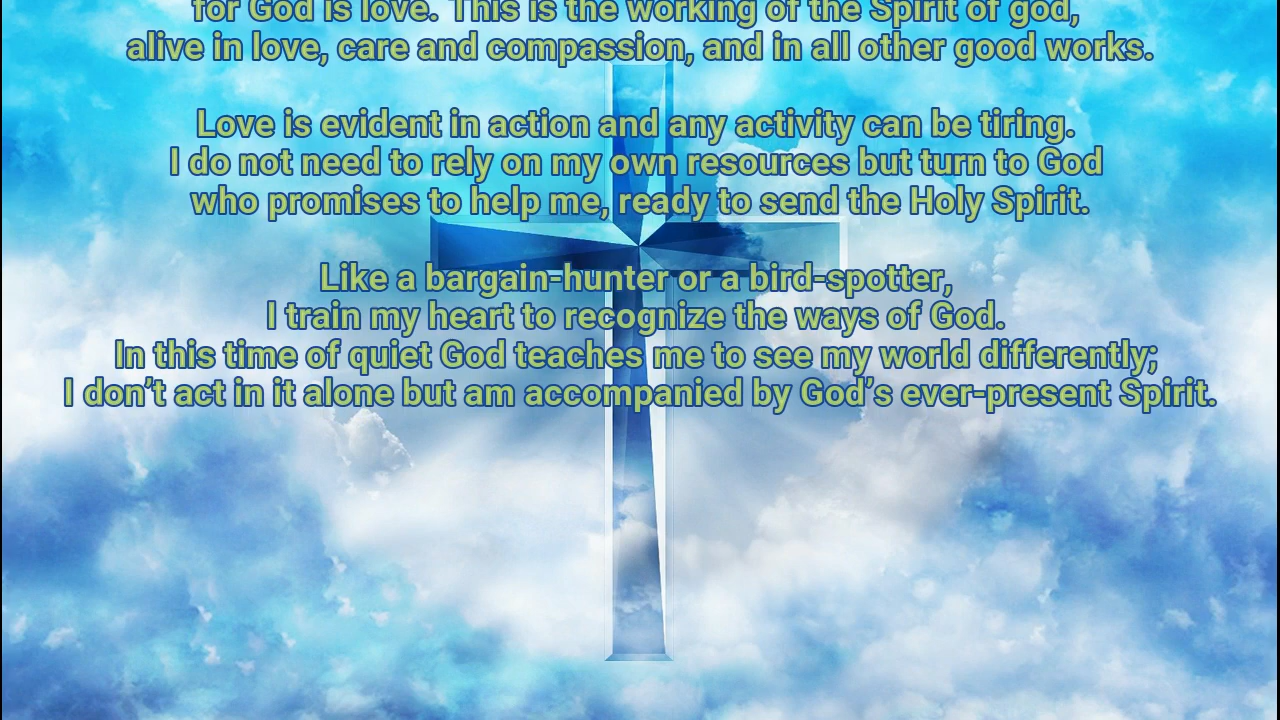 for God is love. This is the working of the Spirit of god,
alive in love, care and compassion, and in all other good works.
Love is evident in action and any activity can be tiring.
I do not need to rely on my own resources but turn to God
who promises to help me, ready to send the Holy Spirit.
Like a bargain-hunter or a bird-spotter,
I train my heart to recognize the ways of God.
In this time of quiet God teaches me to see my world differently;
I don’t act in it alone but am accompanied by God’s ever-present Spirit.